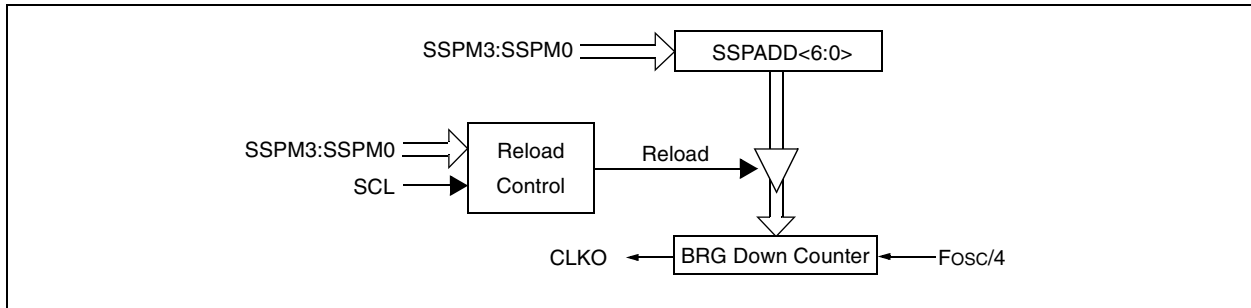 SSPM3:SSPM0
SSPADD<6:0>
SSPM3:SSPM0
SCL
Reload
Control
Reload
CLKO
BRG Down Counter
FOSC/4